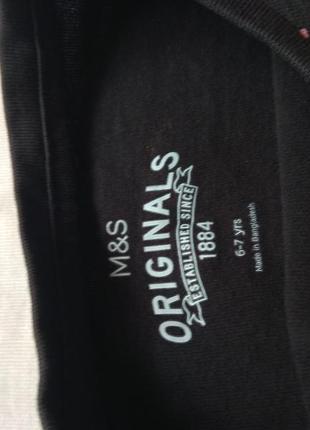 M&S
ORIGINALS
ESTABLISHED SINCE
1884
6-7 yrs
Made in Bangladesh